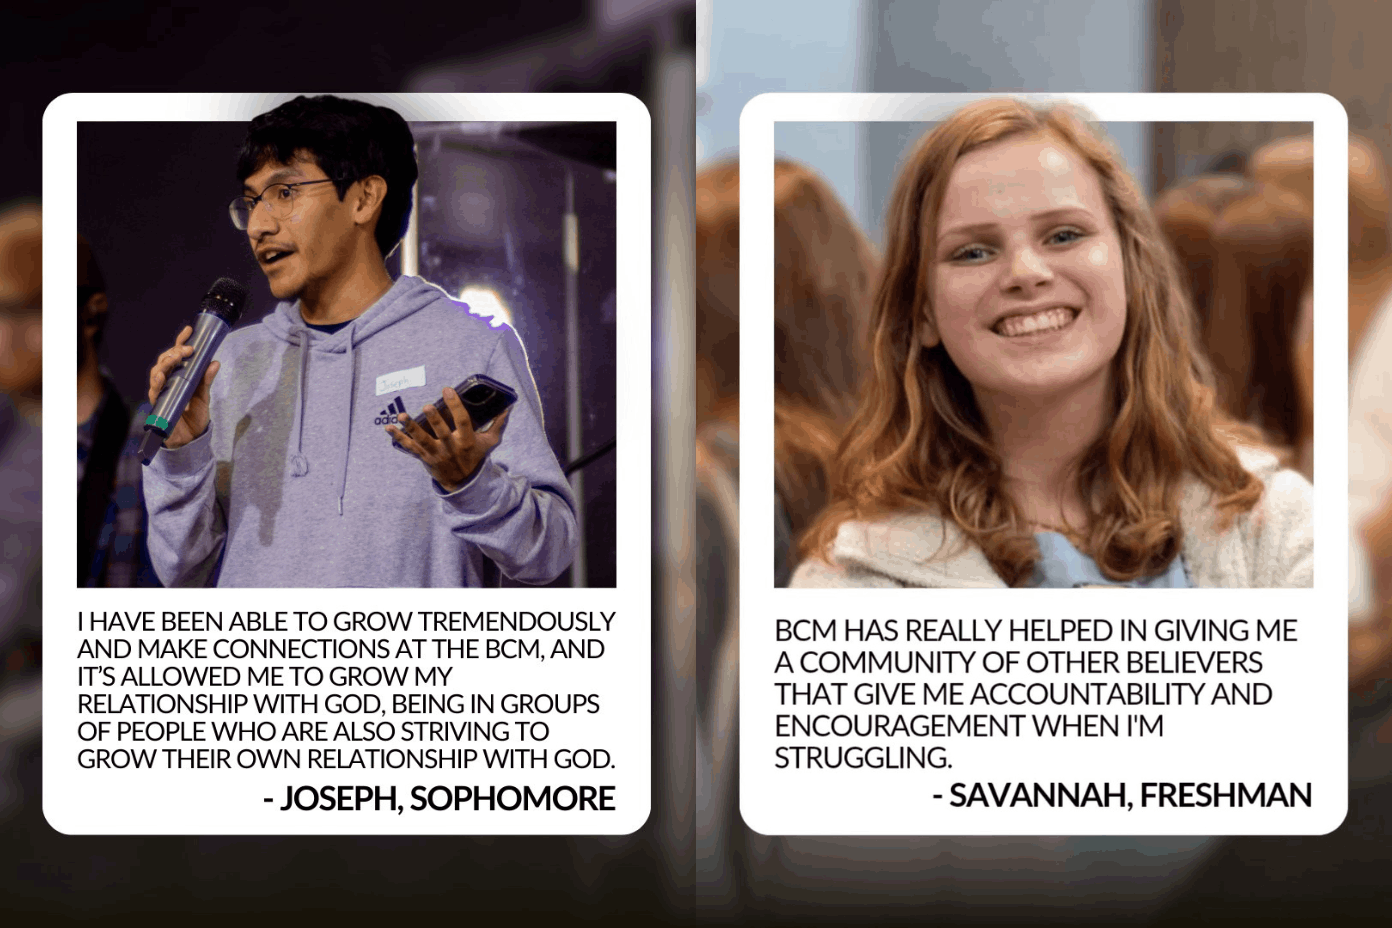 Joseph
adidas
I HAVE BEEN ABLE TO GROW TREMENDOUSLY
AND MAKE CONNECTIONS AT THE BCM, AND
IT’S ALLOWED ME TO GROW MY
RELATIONSHIP WITH GOD, BEING IN GROUPS
OF PEOPLE WHO ARE ALSO STRIVING TO
GROW THEIR OWN RELATIONSHIP WITH GOD.
- JOSEPH, SOPHOMORE
BCM HAS REALLY HELPED IN GIVING ME
A COMMUNITY OF OTHER BELIEVERS
THAT GIVE ME ACCOUNTABILITY AND
ENCOURAGEMENT WHEN I'M
STRUGGLING.
- SAVANNAH, FRESHMAN